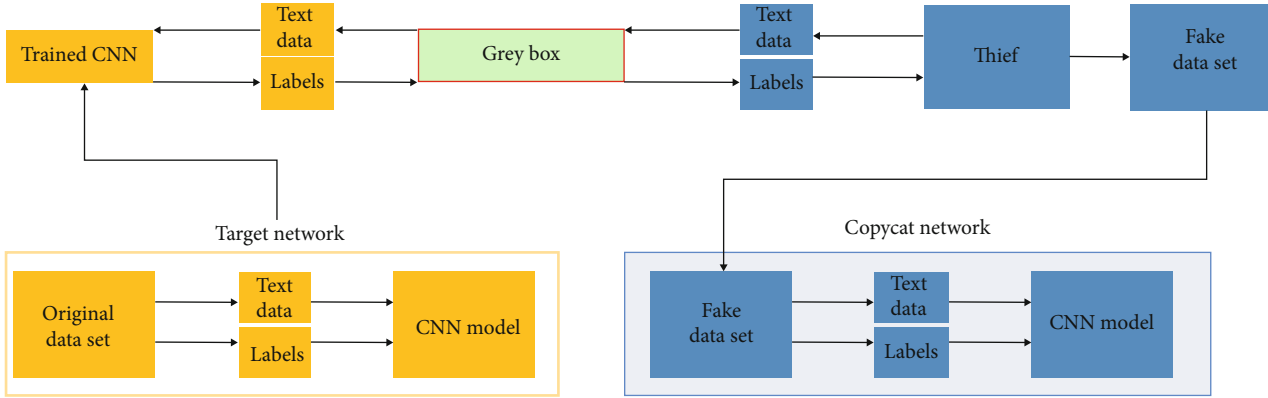 Trained CNN
Text
data
Labels
Grey box
Text
data
Labels
Thief
Fake
data set
Target network
Original
data set
Text
data
Labels
CNN model
Copycat network
Fake
data set
Text
data
Labels
CNN model